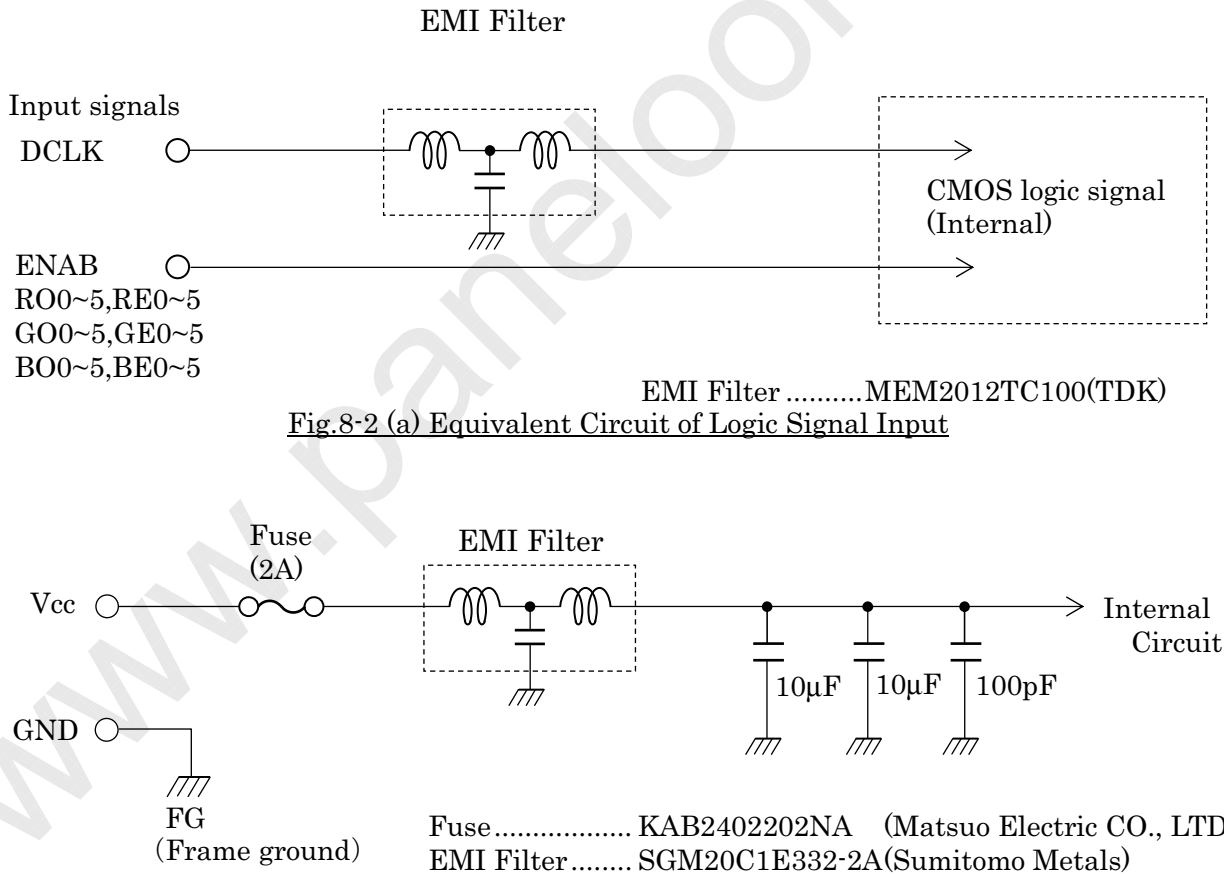 EMI Filter
Input signals
DCLK
CMOS logic signal
(Internal)
ENAB
RO0~5,RE0~5
GO0~5,GE0~5
BO0~5,BE0~5
EMI Filter ..........MEM2012TC100(TDK)
Fig.8-2 (a) Equivalent Circuit of Logic Signal Input
Fuse
(2A)
EMI Filter
Vcc
Internal
Circuit
10μF
10μF
100pF
GND
FG
(Frame ground)
Fuse.................. KAB2402202NA (Matsuo Electric CO., LTD
EMI Filter........ SGM20C1E332-2A(Sumitomo Metals)
www.paneloo